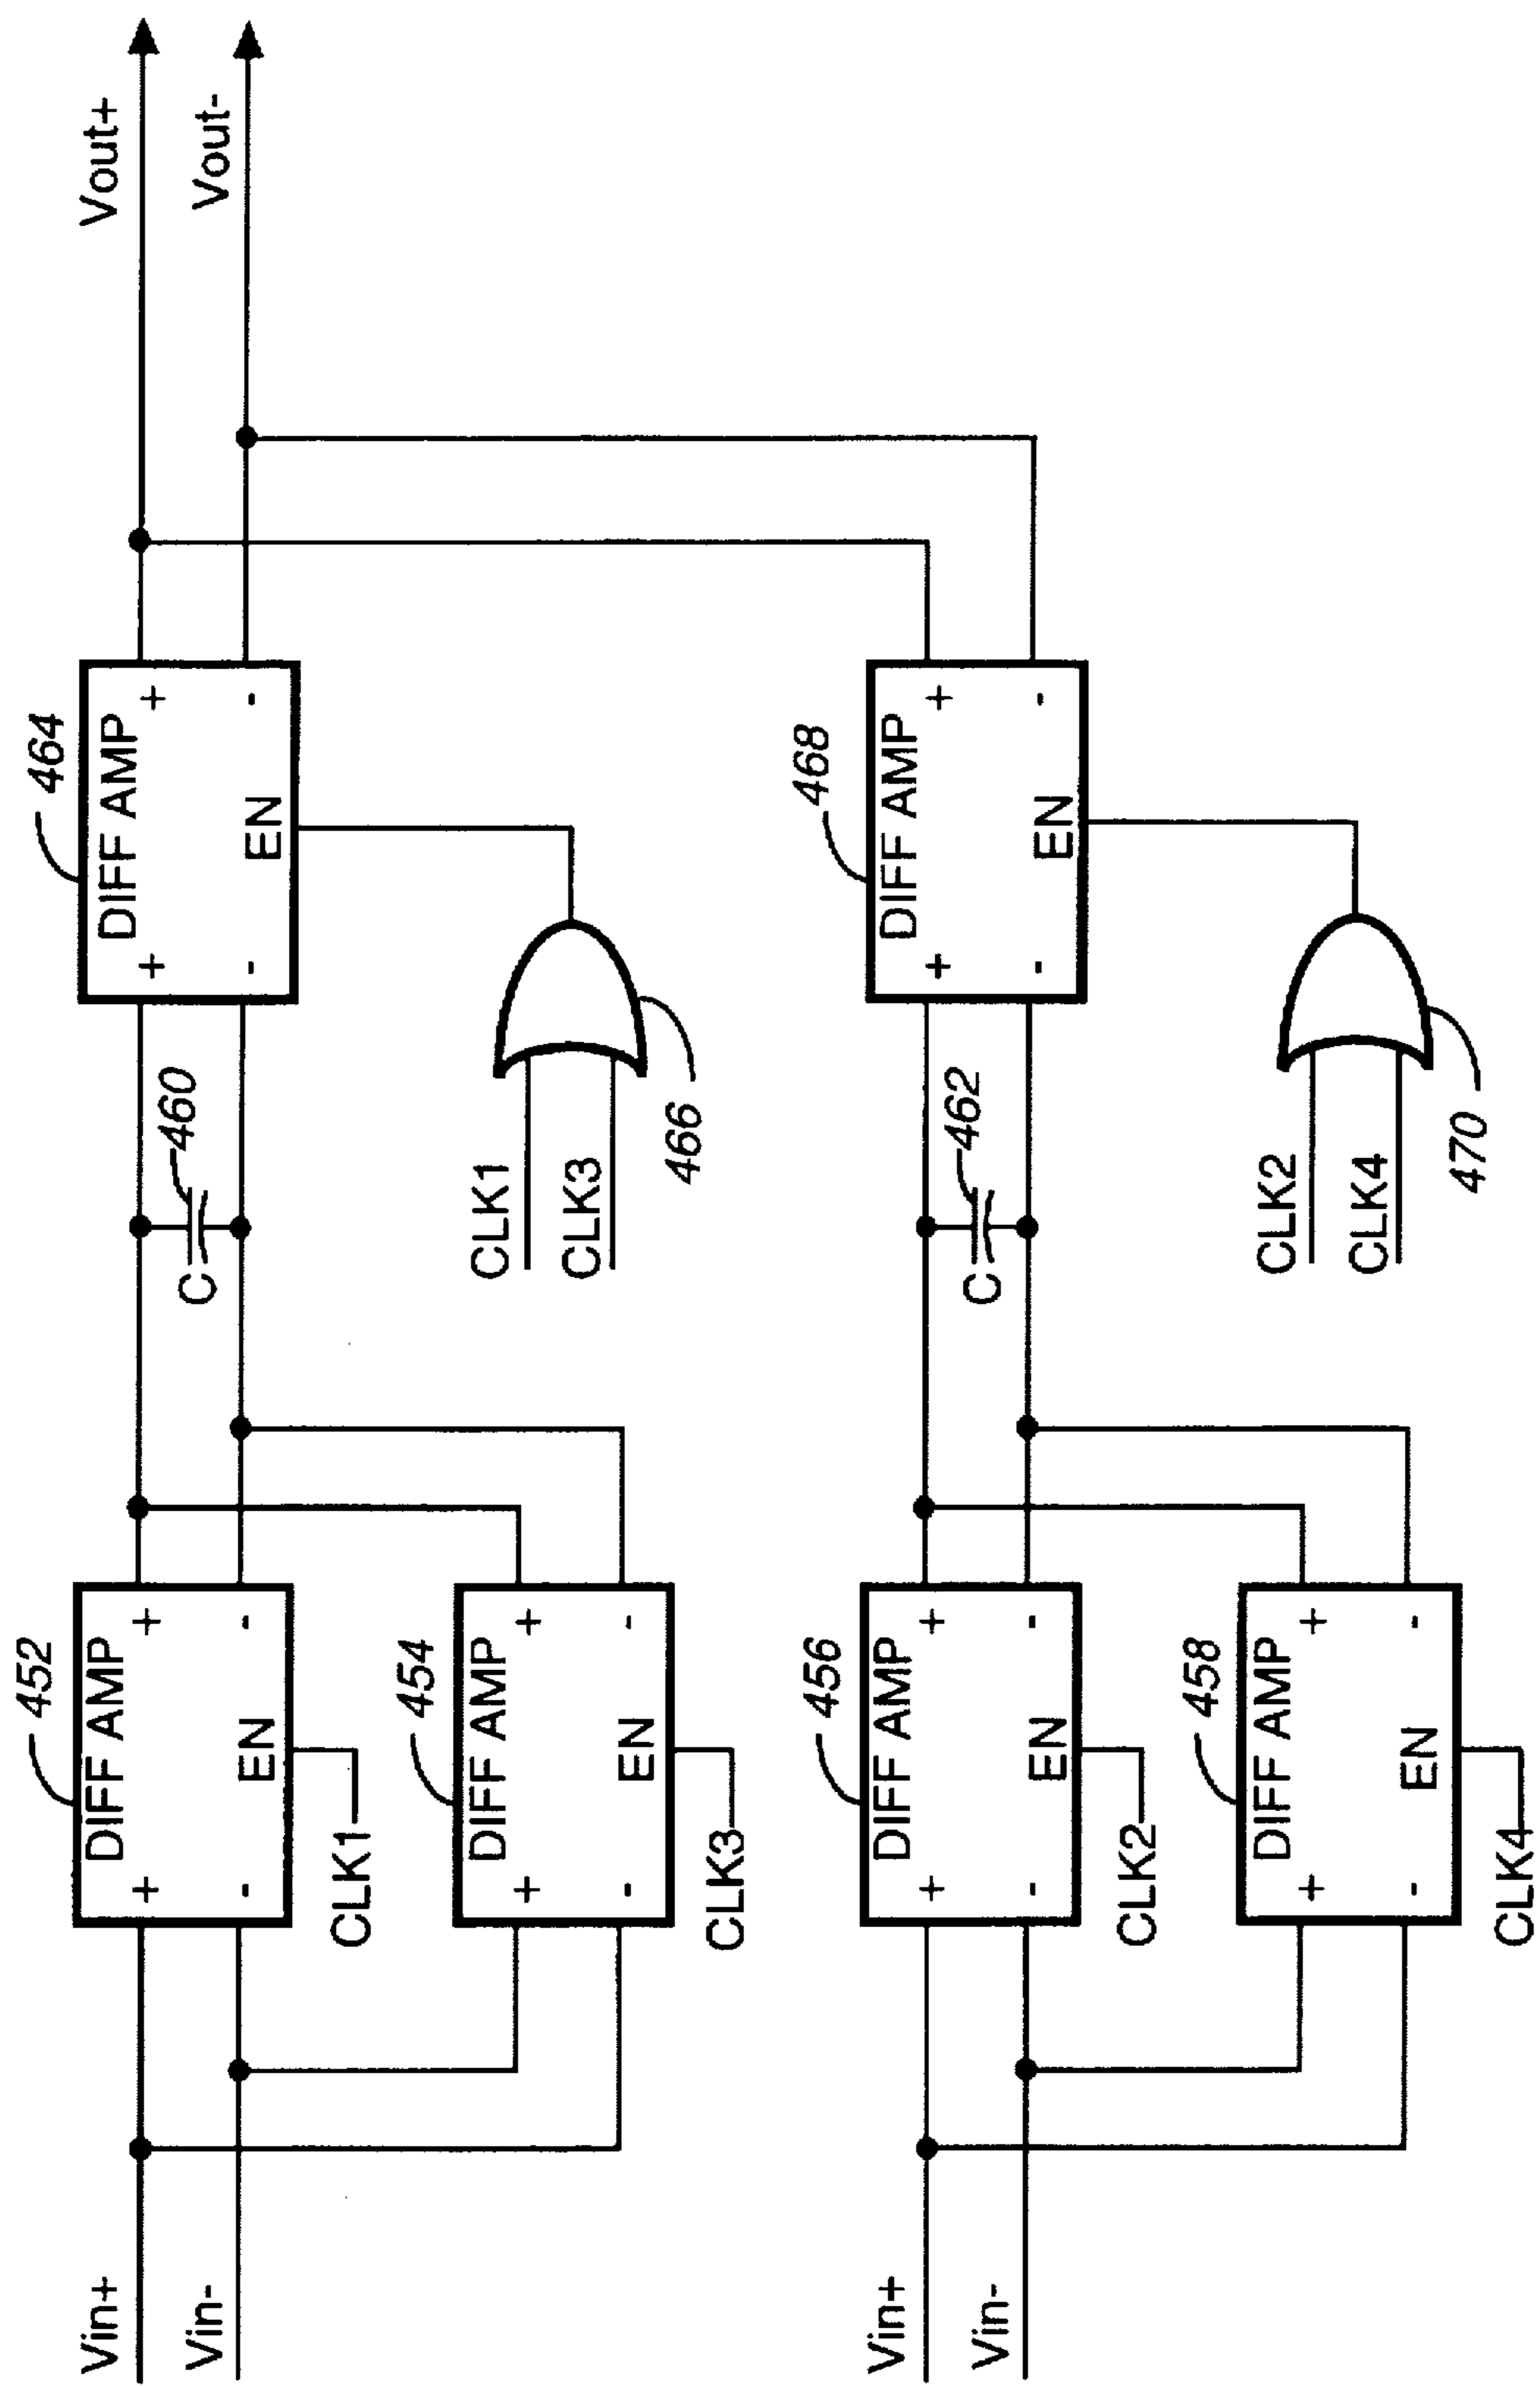 Vin+
Vin-
452
DIFF AMP
+ +
- -
EN
CLK1
454
DIFF AMP
+ +
- -
EN
CLK3
C
460
464
DIFF AMP
+ +
- -
EN
CLK1
CLK3
466
Vout+
Vout-
Vin+
Vin-
456
DIFF AMP
+ +
- -
EN
CLK2
458
DIFF AMP
+ +
- -
EN
CLK4
C
462
468
DIFF AMP
+ +
- -
EN
CLK2
CLK4
470